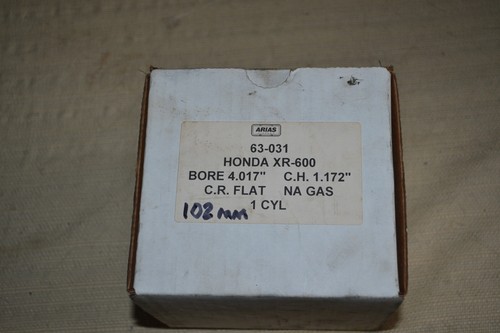 ARIAS
63-031
HONDA XR-600
BORE 4.017" C.H. 1.172"
C.R. FLAT NA GAS
1 CYL
102 mm